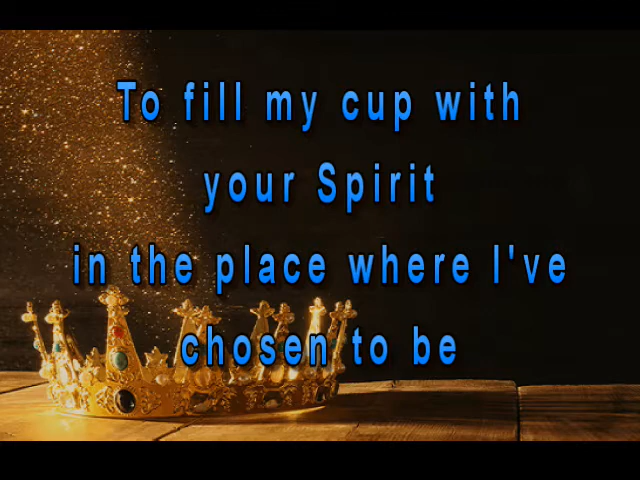 To fill my cup with
your Spirit
in the place where I've
chosen to be